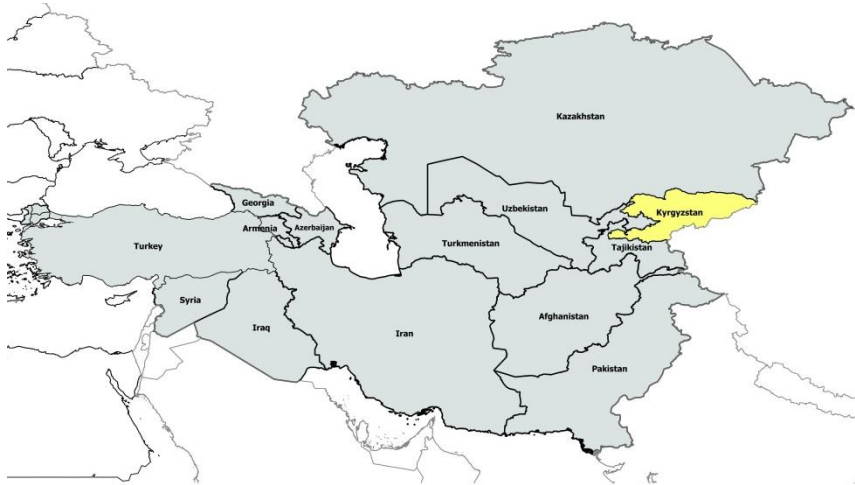 Kazakhstan
Georgia
Uzbekistan
Kyrgyzstan
Armenia
Azerbaijan
Turkey
Turkmenistan
Tajikistan
Syria
Iraq
Iran
Afghanistan
Pakistan